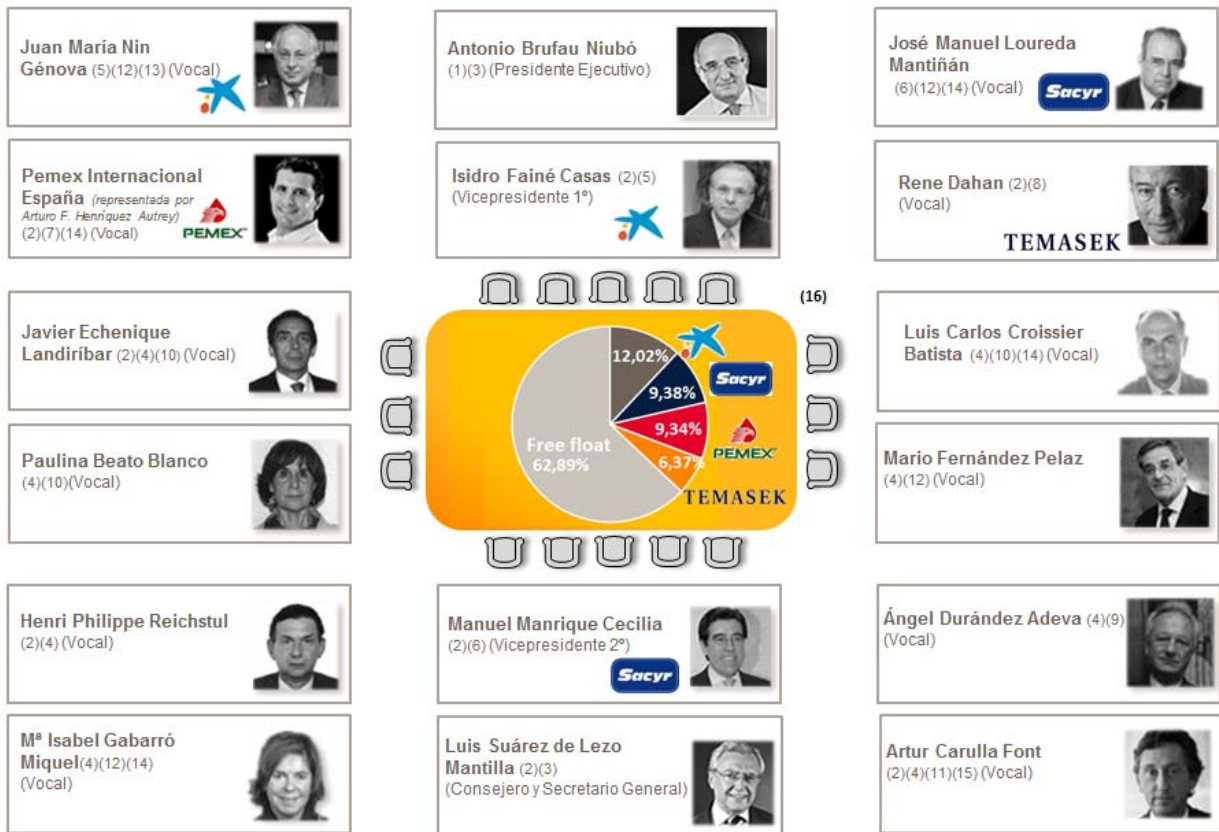 Juan María Nin
Génova (5)(12)(13) (Vocal)
Antonio Brufau Niubó
(1)(3) (Presidente Ejecutivo)
José Manuel Loureda
Mantiñán
(6)(12)(14) (Vocal)
Sacyr
Pemex Internacional
España (representada por
Arturo F. Henríquez Autrey)
(2)(7)(14) (Vocal)
PEMEX
Isidro Fainé Casas (2)(5)
(Vicepresidente 1º)
Rene Dahan (2)(8)
(Vocal)
TEMASEK
Javier Echenique
Landiríbar (2)(4)(10) (Vocal)
(16)
Luis Carlos Croissier
Batista (4)(10)(14) (Vocal)
12,02%
Sacyr
9,38%
9,34%
PEMEX
6,37%
TEMASEK
Free float
62,89%
Paulina Beato Blanco
(4)(10)(Vocal)
Mario Fernández Pelaz
(4)(12) (Vocal)
Henri Philippe Reichstul
(2)(4) (Vocal)
Manuel Manrique Cecilia
(2)(6) (Vicepresidente 2º)
Sacyr
Ángel Durández Adeva (4)(9)
(Vocal)
Mª Isabel Gabarró
Miquel(4)(12)(14)
(Vocal)
Luis Suárez de Lezo
Mantilla (2)(3)
(Consejero y Secretario General)
Artur Carulla Font
(2)(4)(11)(15) (Vocal)